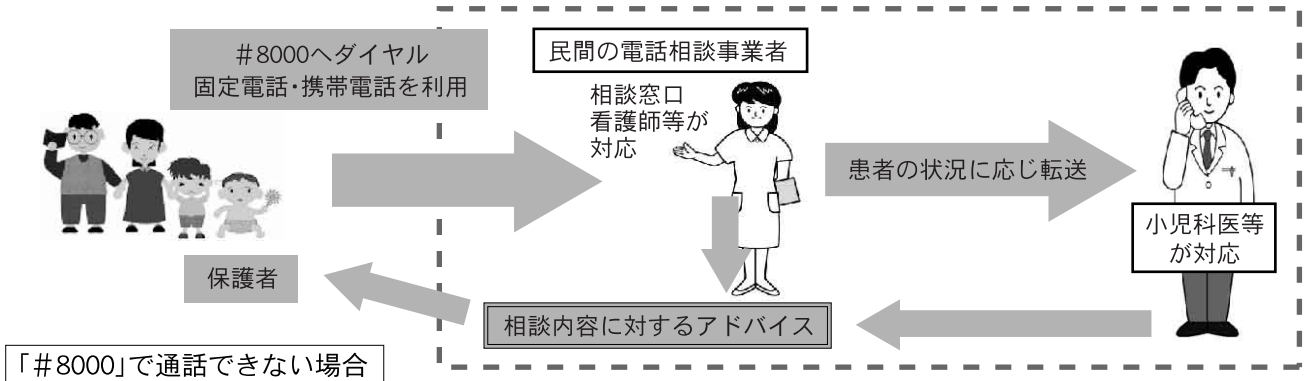 ＃8000へダイヤル
固定電話・携帯電話を利用
民間の電話相談事業者
相談窓口
看護師等が
対応
患者の状況に応じ転送
小児科医等
が対応
保護者
相談内容に対するアドバイス
「＃8000」で通話できない場合